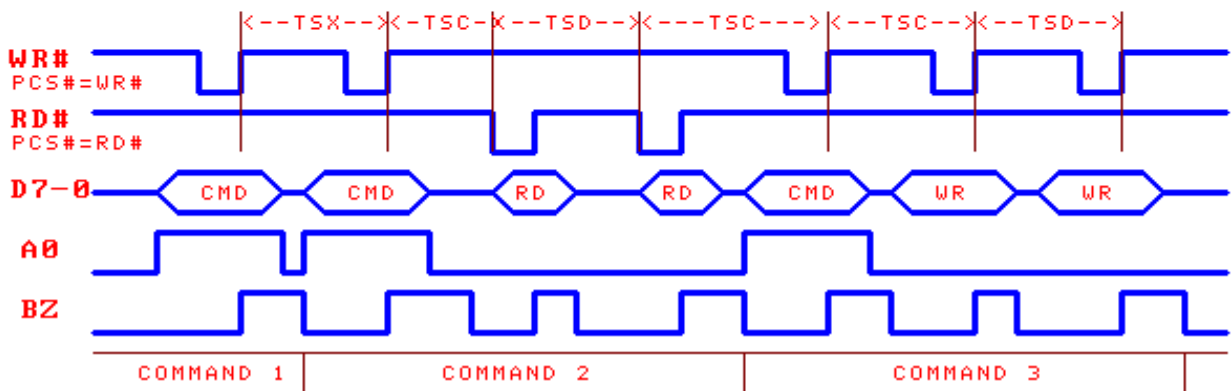 <--TSX--> <-TSC-X--TSD--> <---TSC---> <--TSC--> <--TSD-->
WR#
PCS#=WR#
RD#
PCS#=RD#
D7-0 CMD CMD RD RD CMD WR WR
A0
BZ
COMMAND 1 COMMAND 2 COMMAND 3